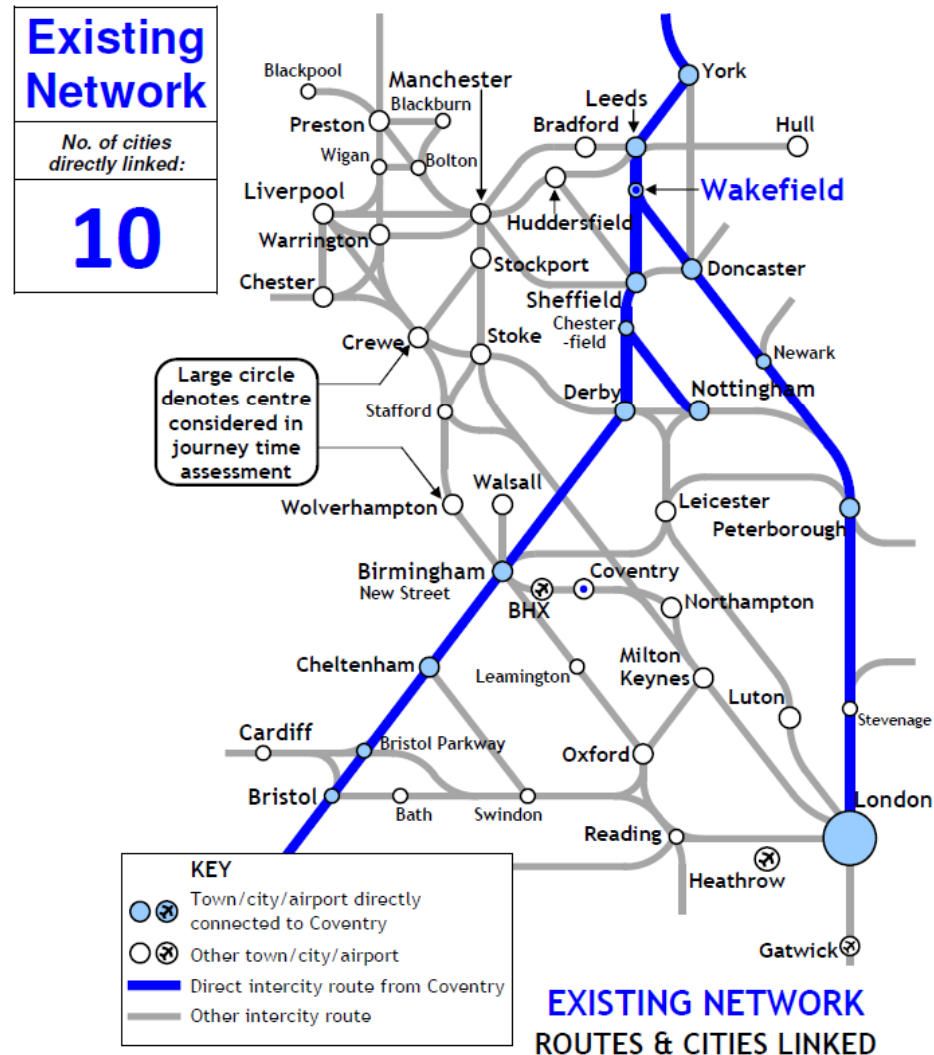 Existing
Network
No. of cities
directly linked:
10
Blackpool
Manchester
Blackburn
Preston
Wigan
Bolton
Liverpool
Warrington
Chester
Stockport
Crewe
Stoke
York
Leeds
Bradford
Hull
Wakefield
Huddersfield
Doncaster
Sheffield
Chester
-field
Newark
Nottingham
Derby
Large circle
denotes centre
considered in
journey time
assessment
Stafford
Wolverhampton
Walsall
Leicester
Peterborough
Birmingham
New Street
BHX
Coventry
Northampton
Cheltenham
Leamington
Milton
Keynes
Luton
Stevenage
Cardiff
Bristol Parkway
Oxford
Bristol
Bath
Swindon
London
Reading
Heathrow
Gatwick
KEY
Town/city/airport directly
connected to Coventry
Other town/city/airport
Direct intercity route from Coventry
Other intercity route
EXISTING NETWORK
ROUTES & CITIES LINKED